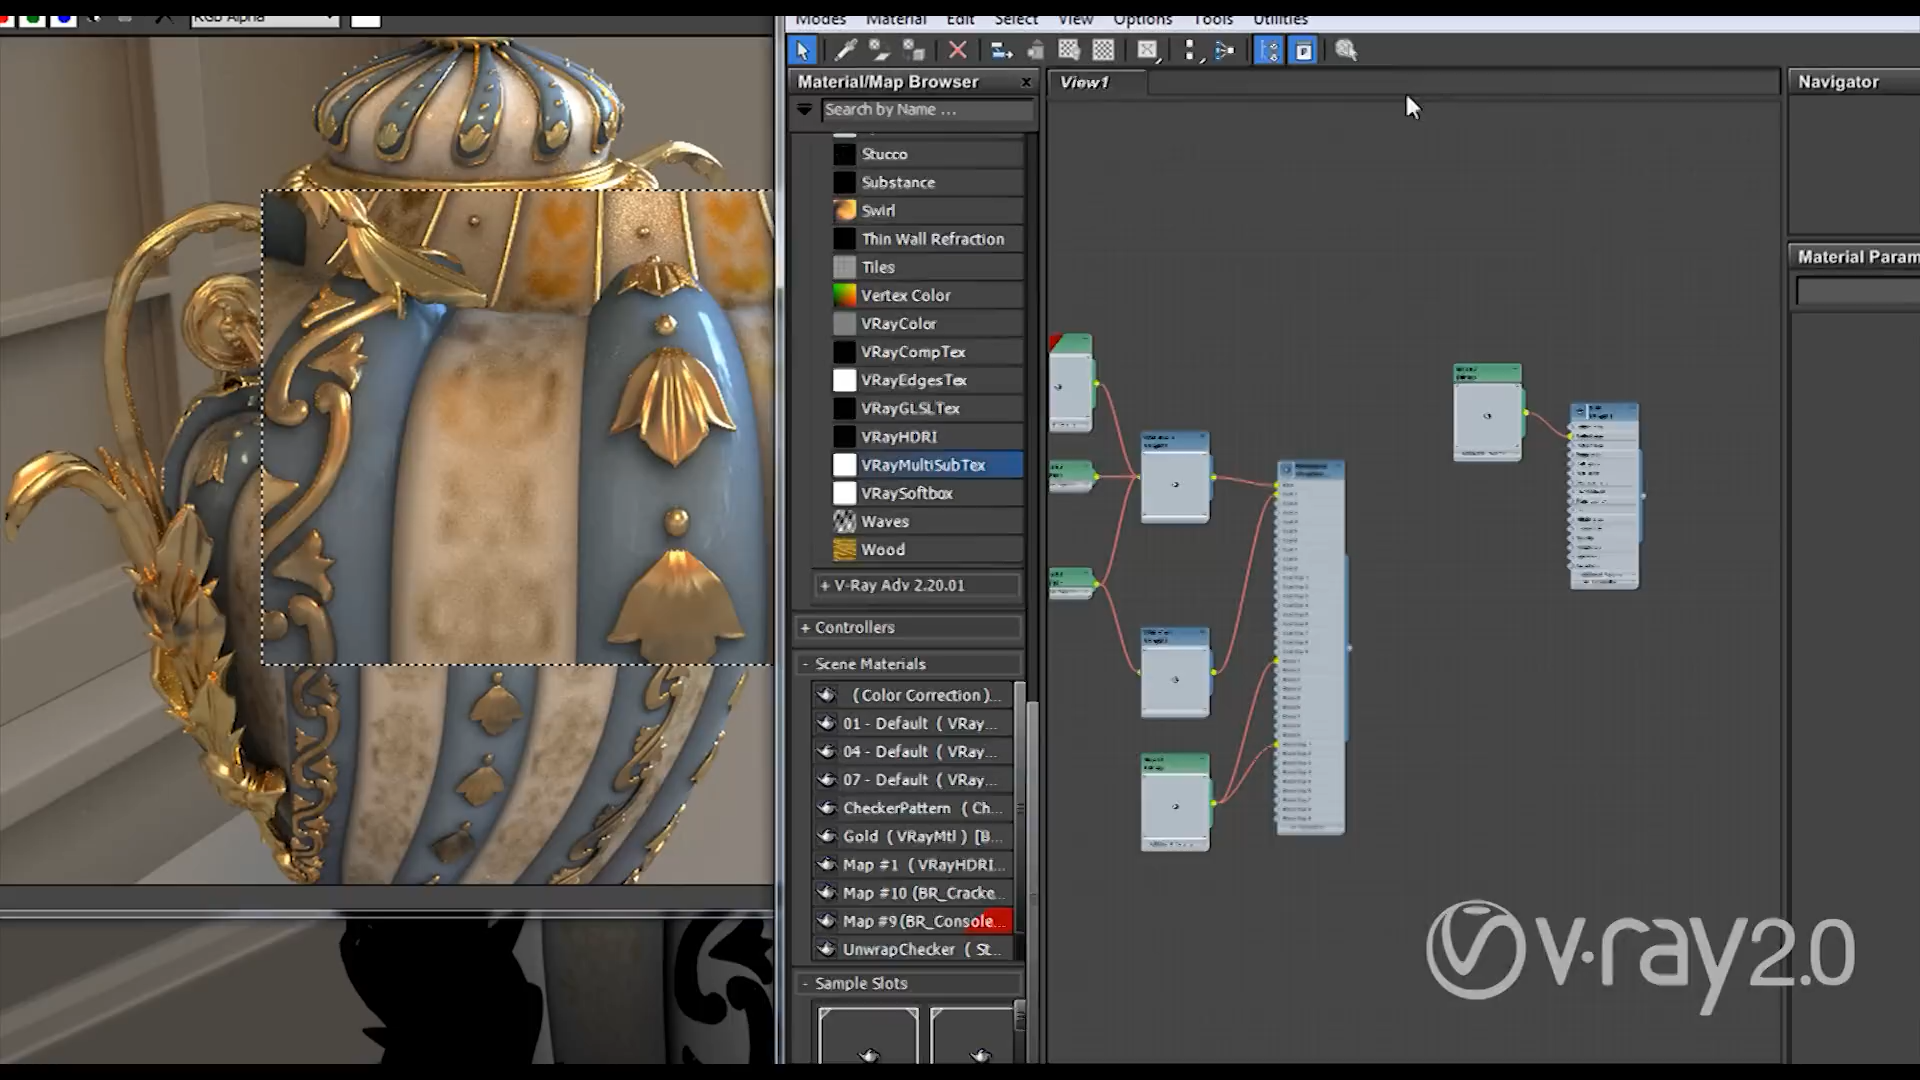 RGB Alpha
Modes Material Edit Select View Options Tools Utilities
Material/Map Browser x
View1
Navigator
Search by Name ...
Stucco
Substance
Swirl
Thin Wall Refraction
Tiles
Vertex Color
VRayColor
VRayCompTex
VRayEdgesTex
VRayGLSLTex
VRayHDRI
VRayMultiSubTex
VRaySoftbox
Waves
Wood
+ V-Ray Adv 2.20.01
+ Controllers
- Scene Materials
( Color Correction )...
01 - Default ( VRay...
04 - Default ( VRay...
07 - Default ( VRay...
CheckerPattern ( Ch...
Gold ( VRayMtl ) [B...
Map #1 ( VRayHDRI...
Map #10 (BR_Cracke...
Map #9 (BR_Console...
UnwrapChecker ( St...
- Sample Slots
Material Param
v·ray2.0